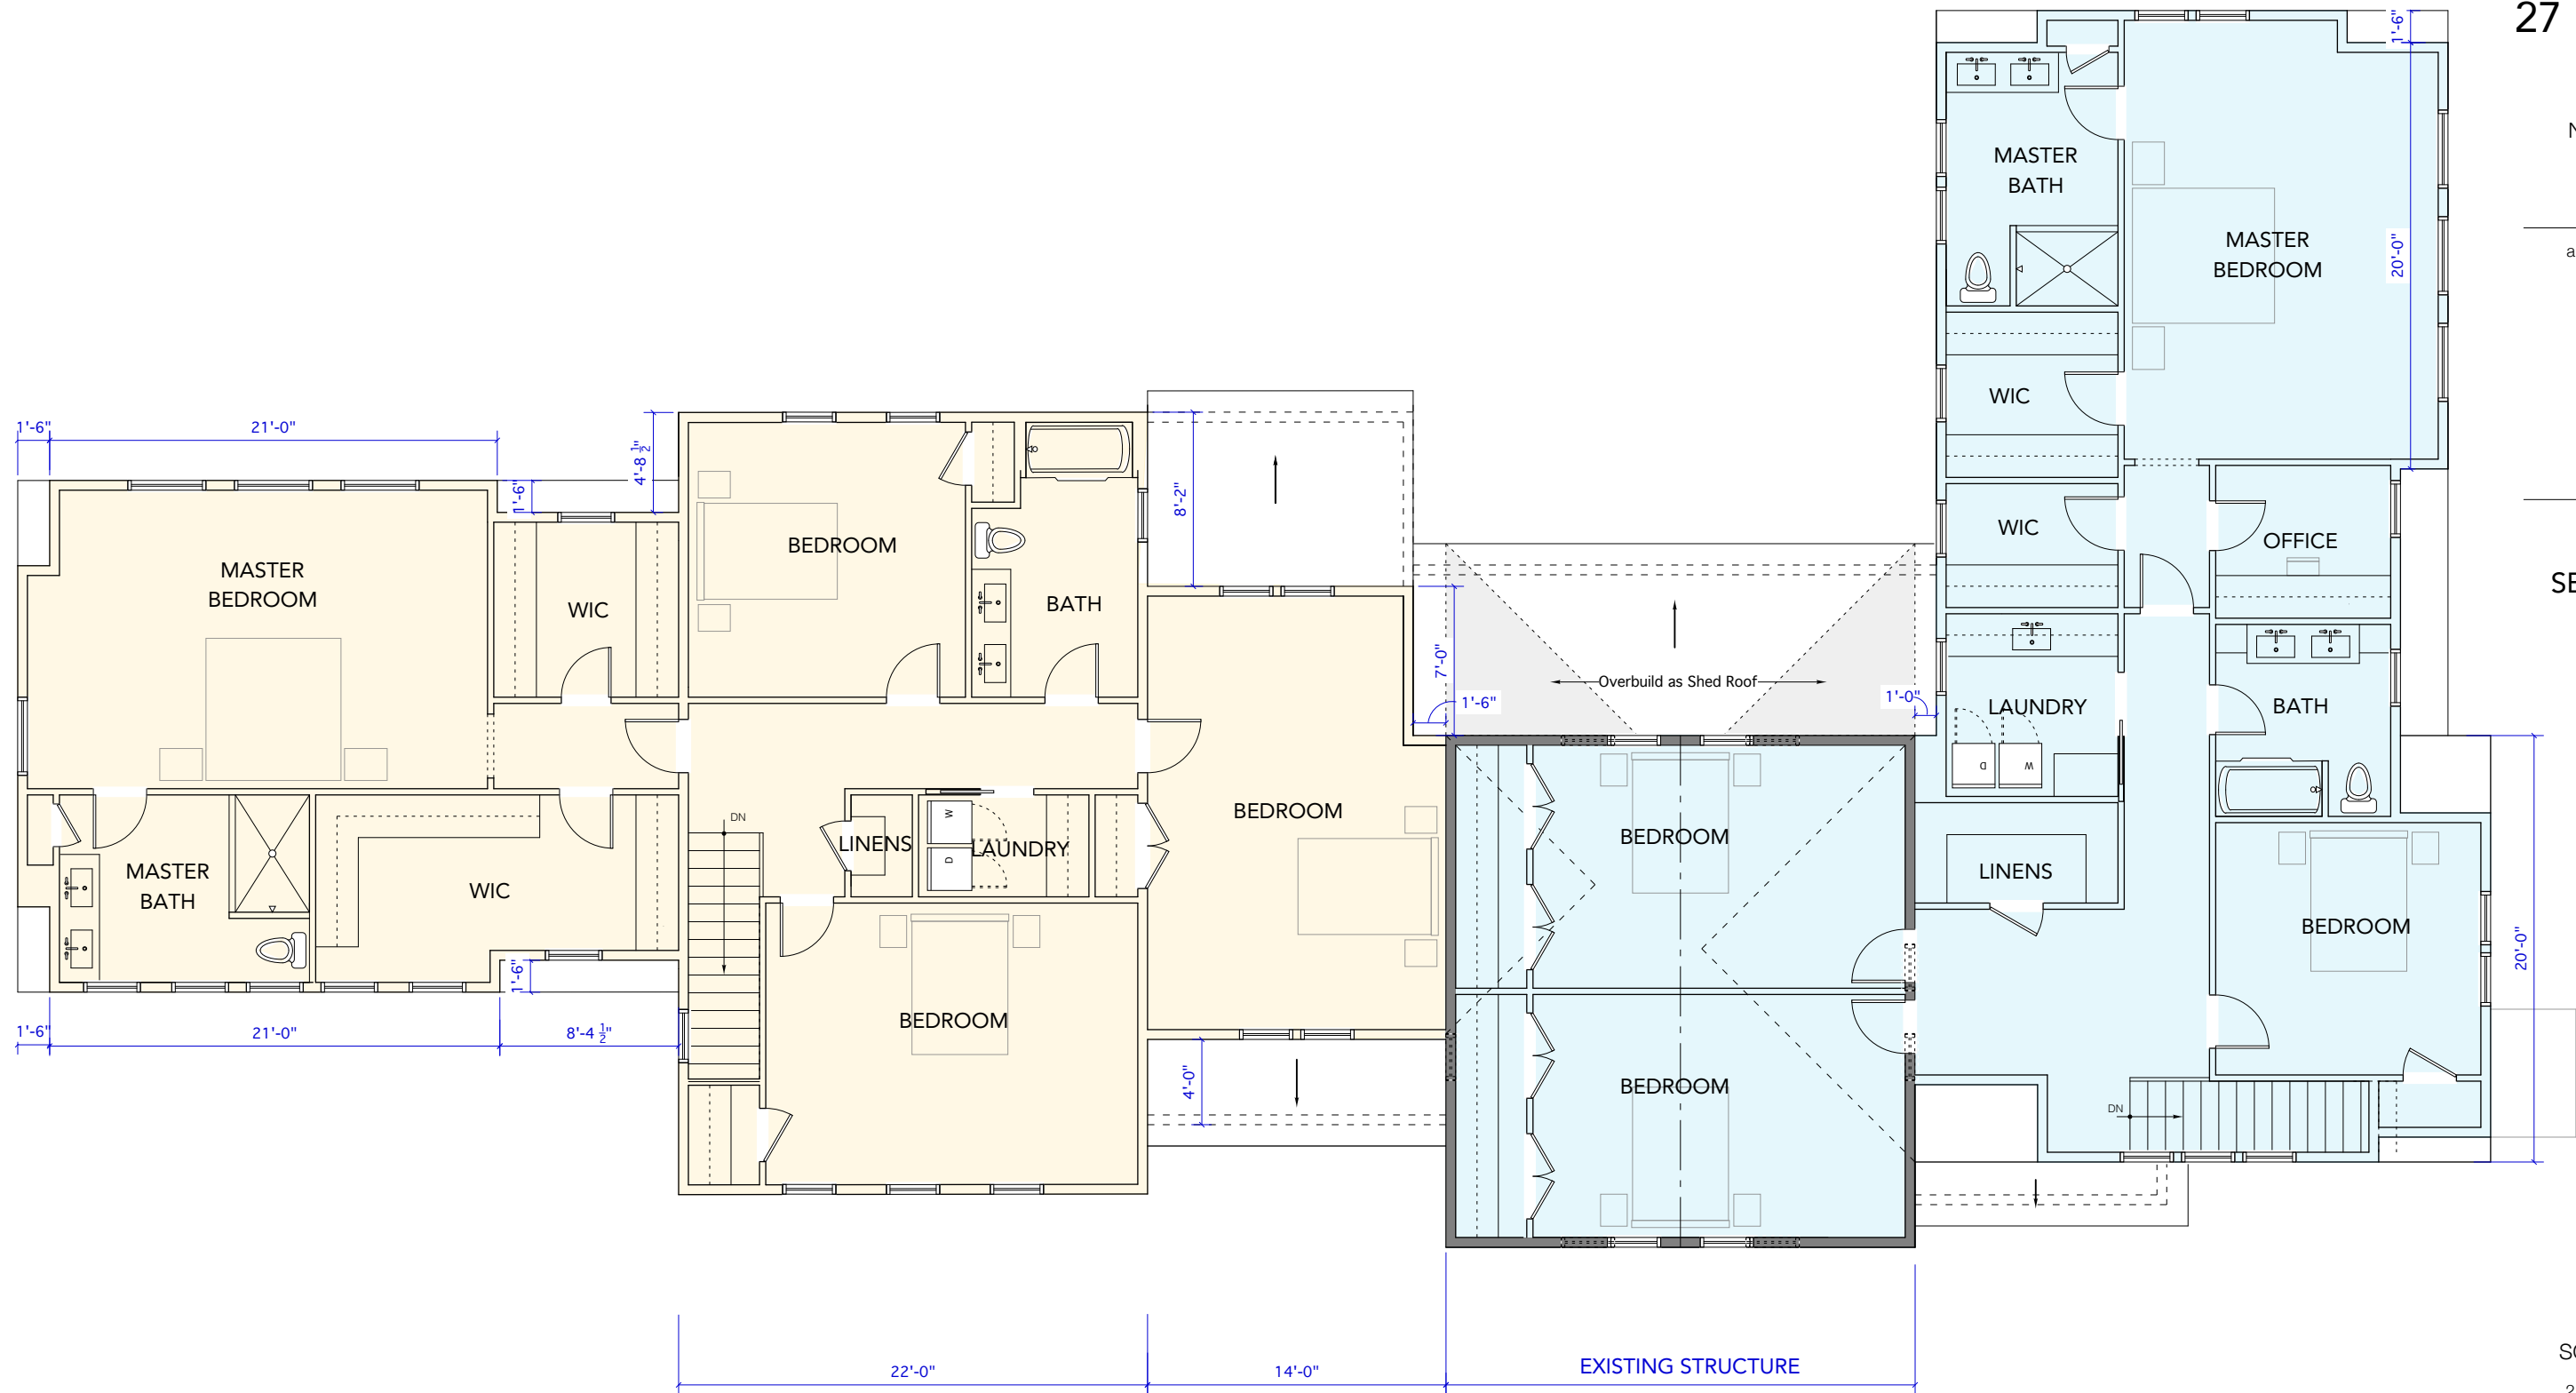 27
1'-6"
MASTER
BATH
MASTER
BEDROOM
20'-0"
WIC
WIC
OFFICE
LAUNDRY
D
W
BATH
LINENS
BEDROOM
20'-0"
DN
1'-6"
21'-0"
1'-6"
4'-8 1/2"
8'-2"
MASTER
BEDROOM
WIC
BEDROOM
BATH
7'-0"
1'-6"
Overbuild as Shed Roof
1'-0"
MASTER
BATH
WIC
DN
LINENS
W
D
LAUNDRY
BEDROOM
BEDROOM
BEDROOM
BEDROOM
1'-6"
1'-6"
21'-0"
8'-4 1/2"
4'-0"
22'-0"
14'-0"
EXISTING STRUCTURE